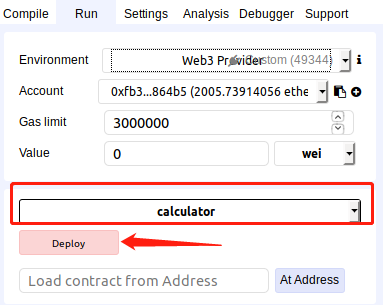 Compile Run Settings Analysis Debugger Support
Environment Web3 Provider Custom (49344) i
Account 0xfb3...864b5 (2005.73914056 ethe
Gas limit 3000000
Value 0 wei
calculator
Deploy
Load contract from Address At Address